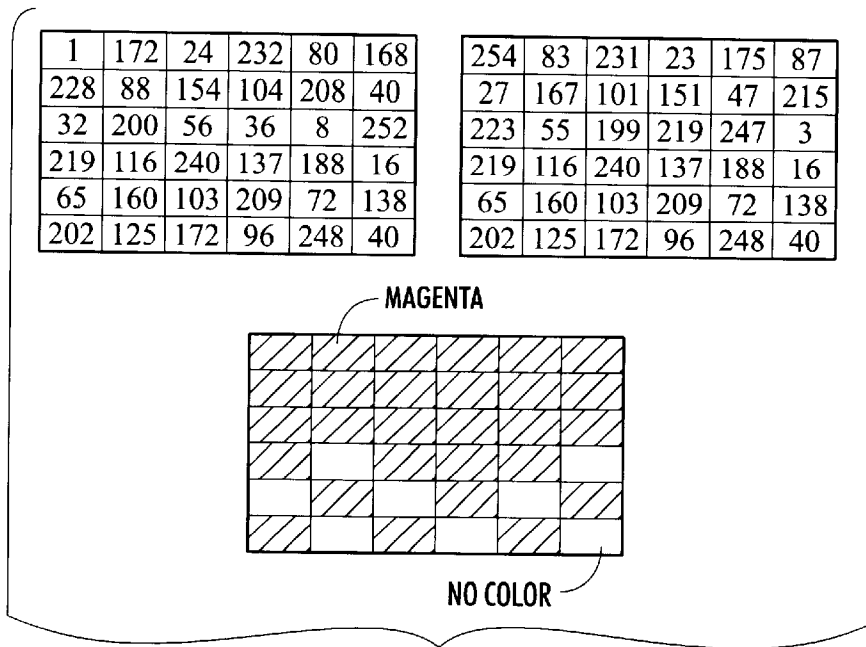 1 172 24 232 80 168
228 88 154 104 208 40
32 200 56 36 8 252
219 116 240 137 188 16
65 160 103 209 72 138
202 125 172 96 248 40
254 83 231 23 175 87
27 167 101 151 47 215
223 55 199 219 247 3
219 116 240 137 188 16
65 160 103 209 72 138
202 125 172 96 248 40
MAGENTA
NO COLOR